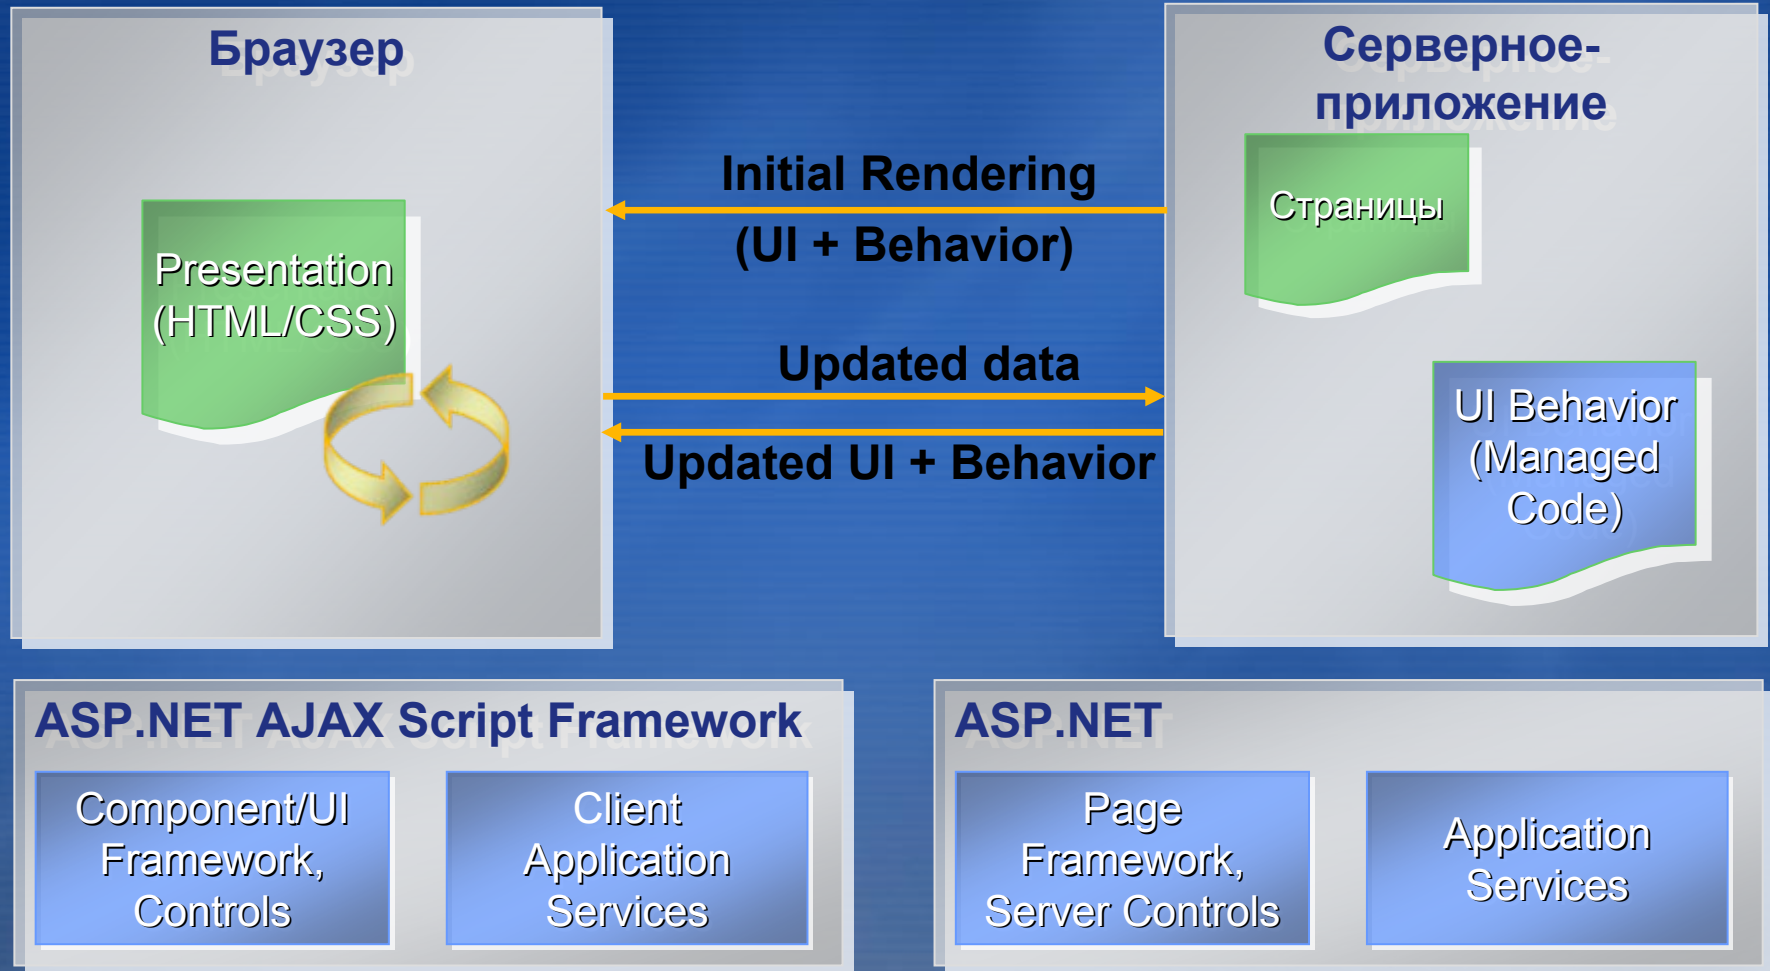 Браузер
Presentation
(HTML/CSS)
Initial Rendering
(UI + Behavior)
Updated data
Updated UI + Behavior
Серверное-
приложение
Страницы
UI Behavior
(Managed
Code)
ASP.NET AJAX Script Framework
Component/UI
Framework,
Controls
Client
Application
Services
ASP.NET
Page
Framework,
Server Controls
Application
Services